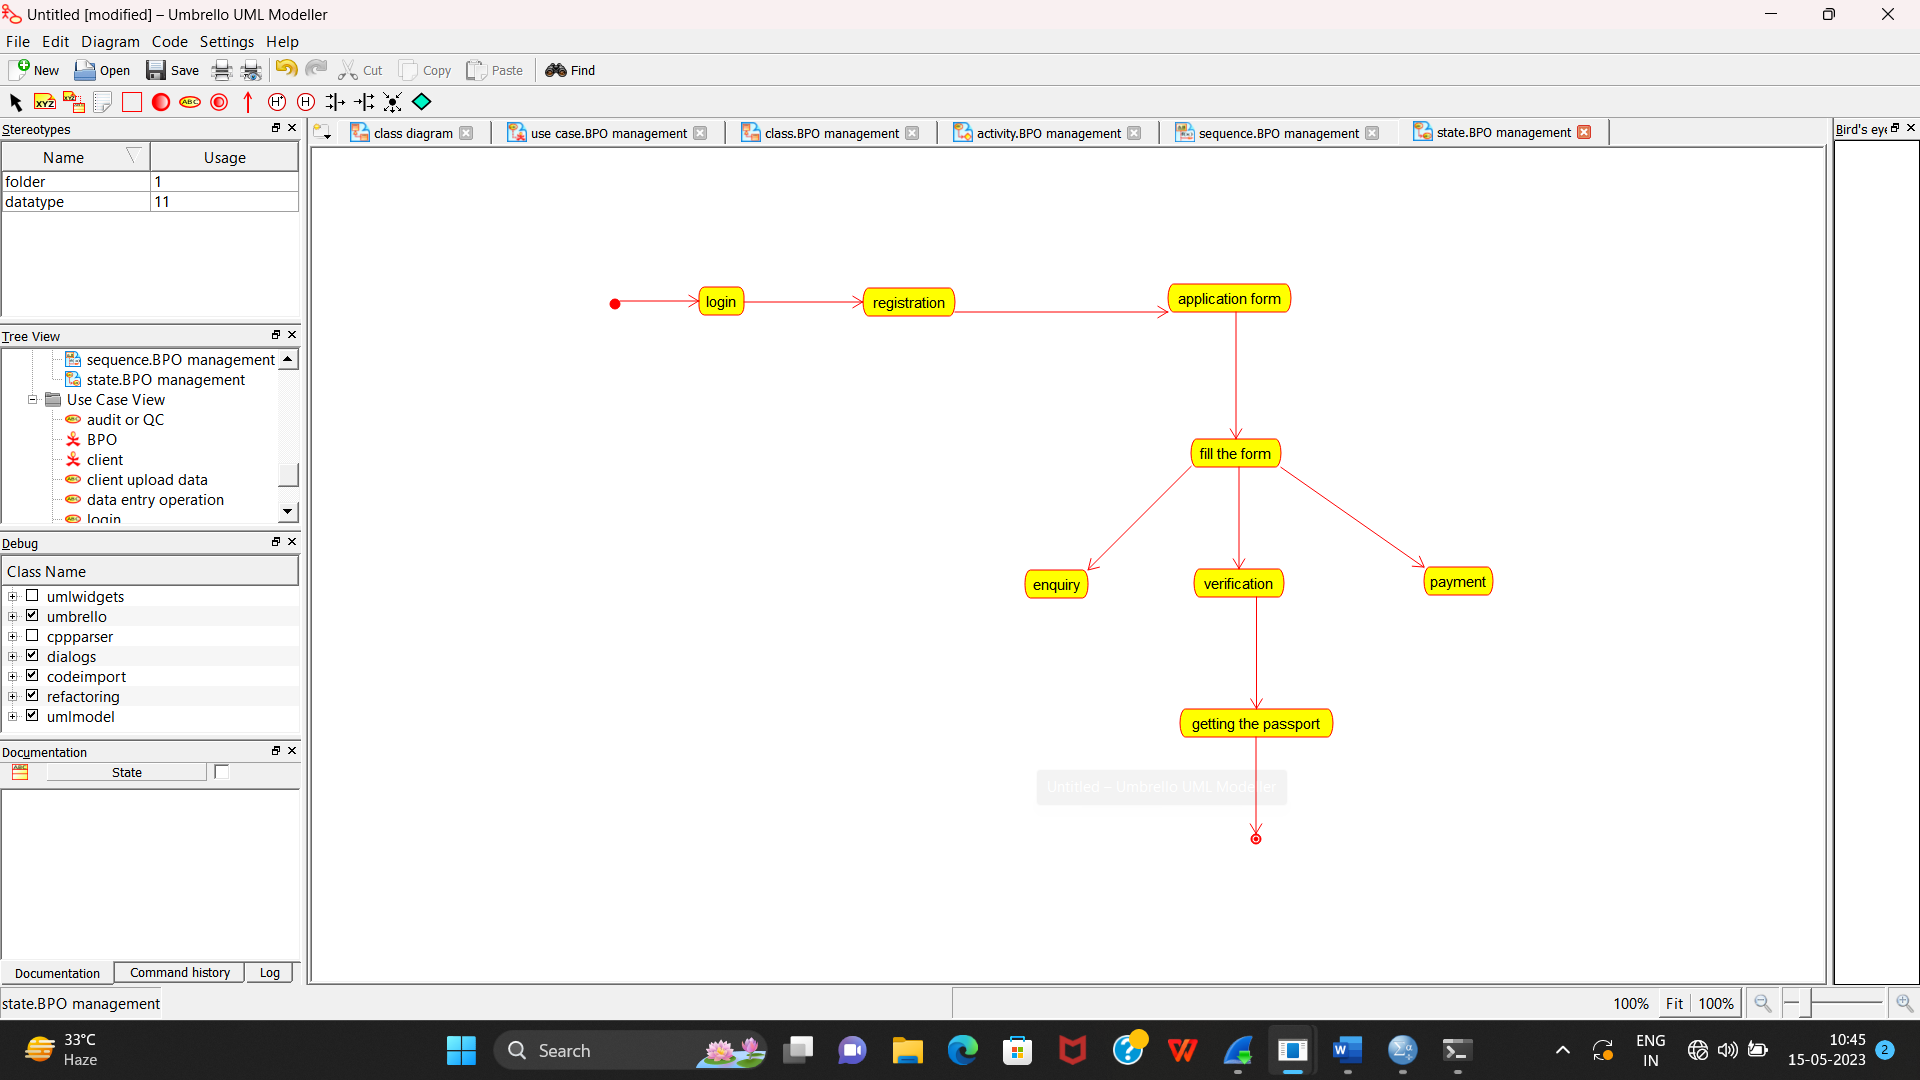 Untitled [modified] – Umbrello UML Modeller
File Edit Diagram Code Settings Help
New Open Save Cut Copy Paste Find
XYZ XYZ ABC H* H
Stereotypes
Name Usage
folder 1
datatype 11
Tree View
sequence.BPO management
state.BPO management
Use Case View
audit or QC
BPO
client
client upload data
data entry operation
login
Debug
Class Name
umlwidgets
umbrello
cppparser
dialogs
codeimport
refactoring
umlmodel
Documentation
State
Documentation Command history Log
state.BPO management
class diagram use case.BPO management class.BPO management activity.BPO management sequence.BPO management state.BPO management
login
registration
application form
fill the form
enquiry
verification
payment
getting the passport
Untitled – Umbrello UML Modeller
Bird's eye
100% Fit 100%
33°C
Haze
Search
ENG
IN
10:45
15-05-2023
2